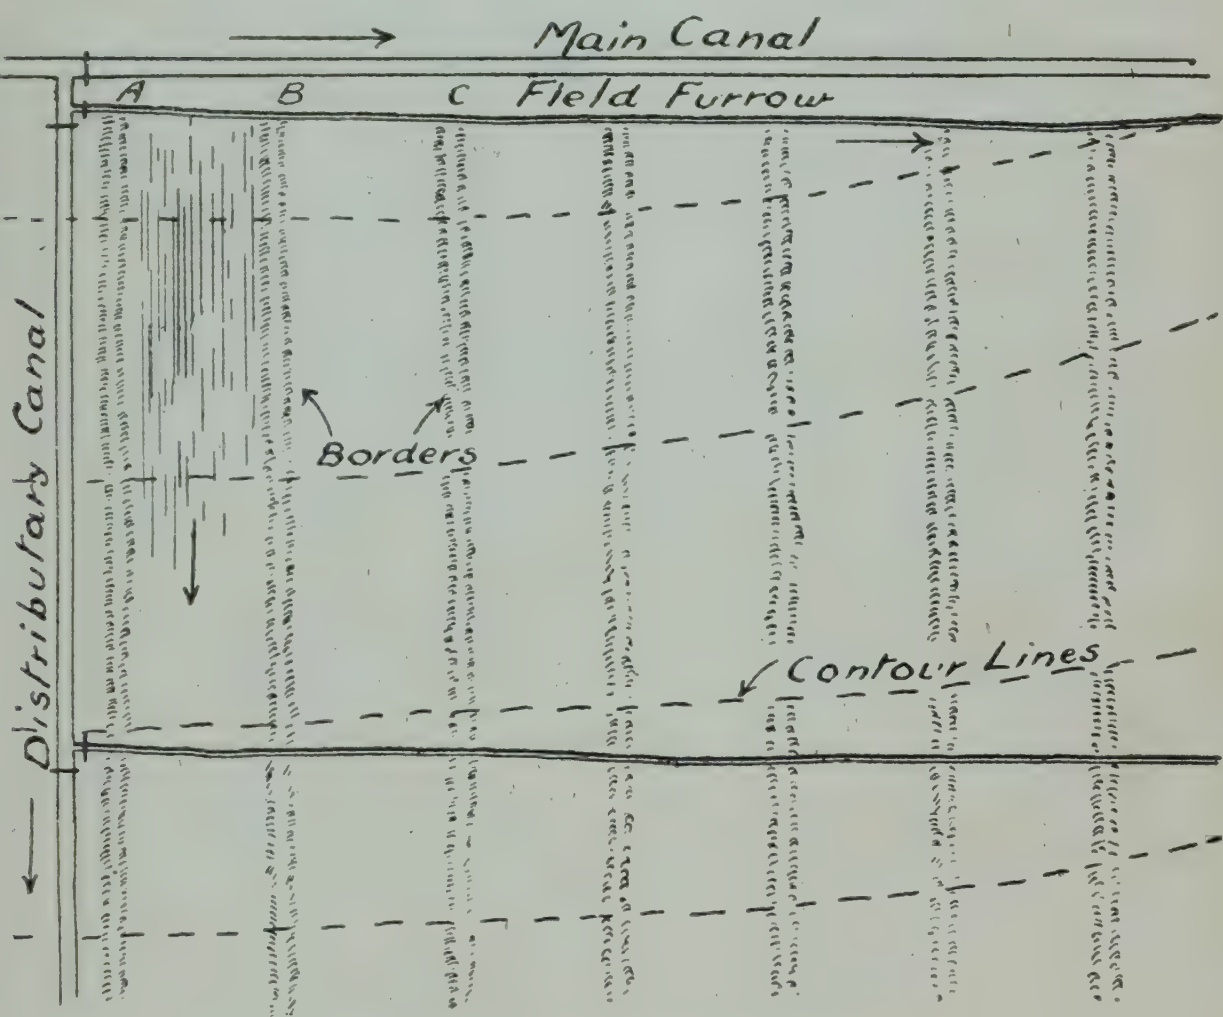 Main Canal
A B C Field Furrow
Distributary Canal
Borders
Contour Lines